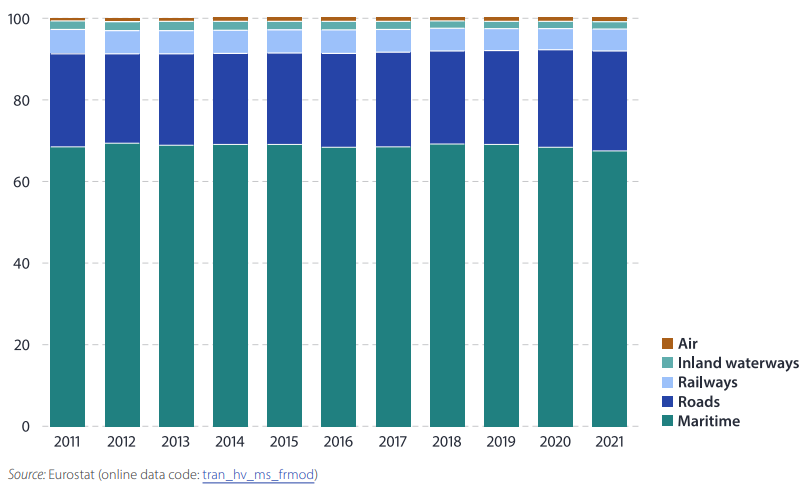 100
80
60
40
20
0
2011 2012 2013 2014 2015 2016 2017 2018 2019 2020 2021
Air
Inland waterways
Railways
Roads
Maritime
Source: Eurostat (online data code: tran_hv_ms_frmod)